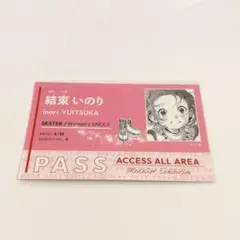 結束 いのり
Inori YUITSUKA
SKATER / Women's SINGLE
PASS
ACCESS ALL AREA
Medalist Exhibition